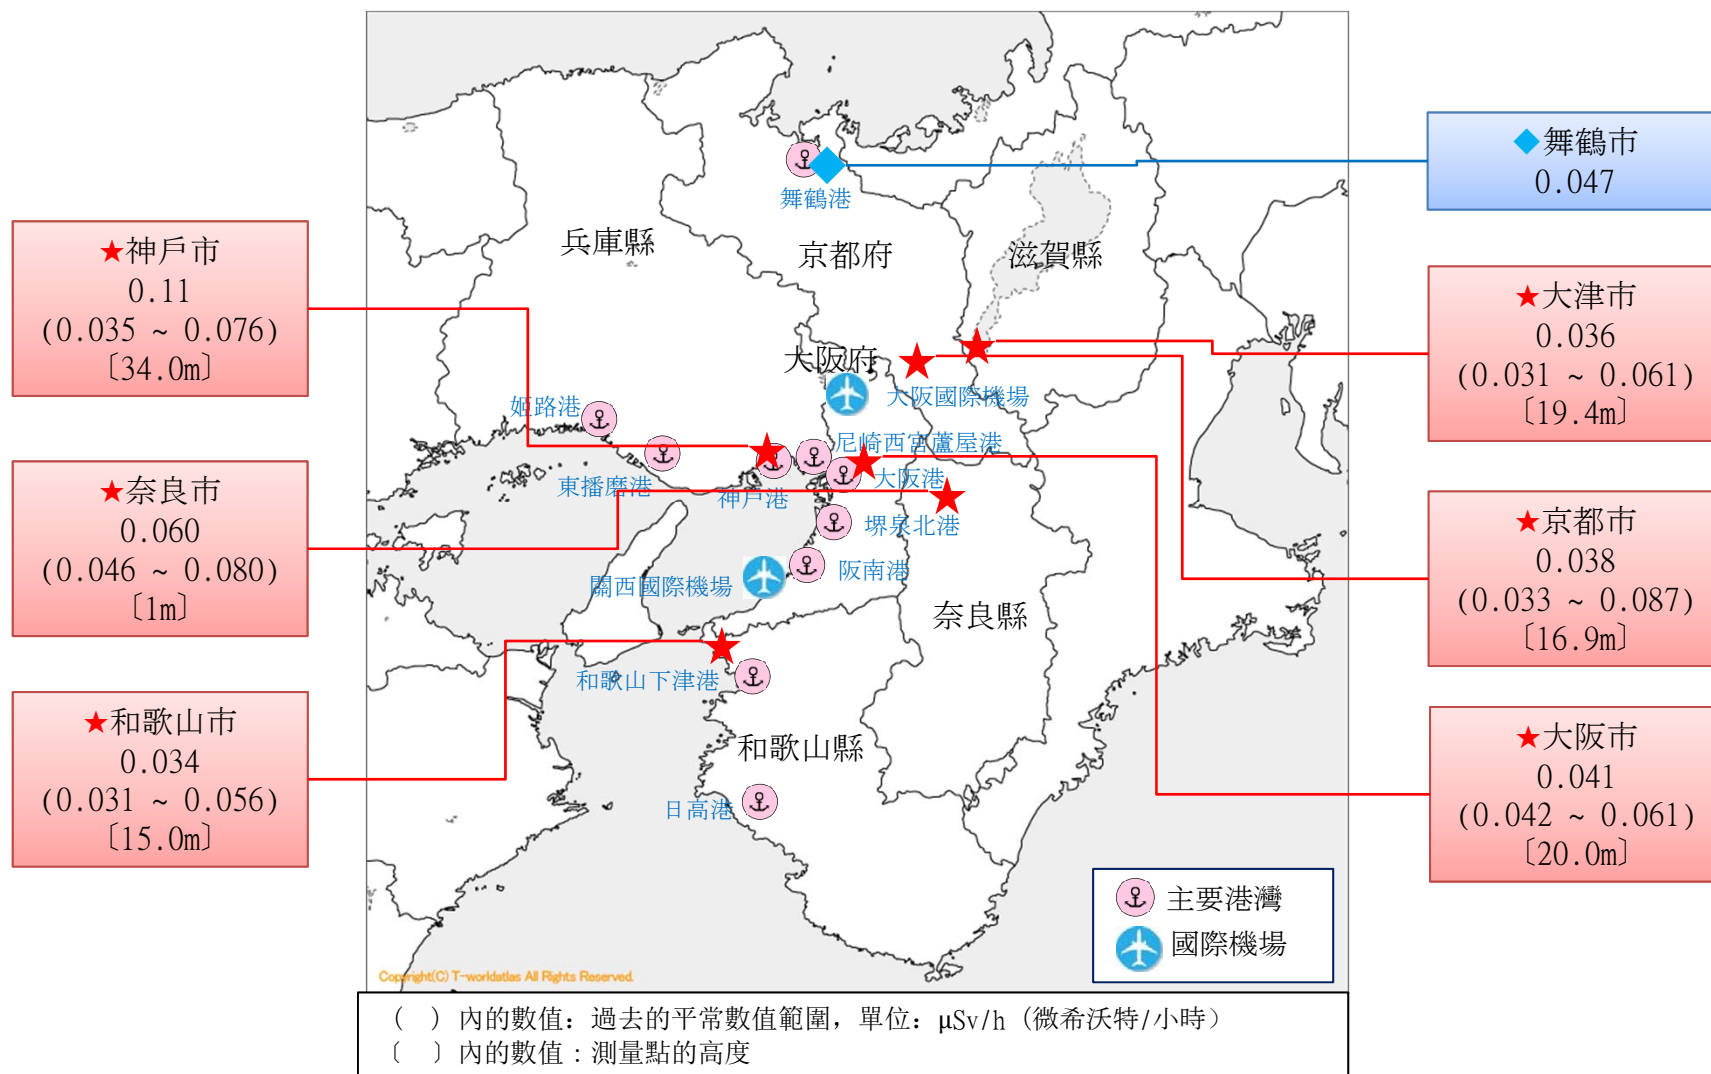 ◆舞鶴市
0.047
★神戶市
0.11
(0.035 ~ 0.076)
〔34.0m〕
★奈良市
0.060
(0.046 ~ 0.080)
〔1m〕
★和歌山市
0.034
(0.031 ~ 0.056)
〔15.0m〕
舞鶴港
兵庫縣
京都府
滋賀縣
大阪府
大阪國際機場
姬路港
尼崎西宮蘆屋港
東播磨港
神戶港
大阪港
堺泉北港
阪南港
關西國際機場
奈良縣
和歌山下津港
和歌山縣
日高港
★大津市
0.036
(0.031 ~ 0.061)
〔19.4m〕
★京都市
0.038
(0.033 ~ 0.087)
〔16.9m〕
★大阪市
0.041
(0.042 ~ 0.061)
〔20.0m〕
主要港灣
國際機場
Copyright(C) T-worldatlas All Rights Reserved.
（　）內的數值：過去的平常數值範圍，單位：μSv/h（微希沃特/小時）
〔　〕內的數值：測量點的高度